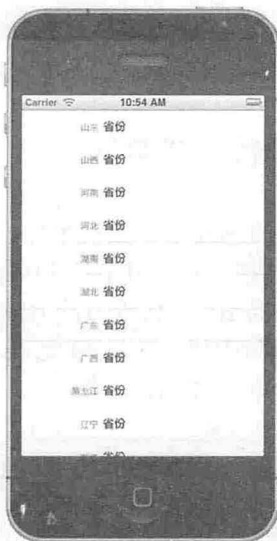 Carrier 10:54 AM
山东 省份
山西 省份
河南 省份
河北 省份
湖南 省份
湖北 省份
广东 省份
广西 省份
黑龙江 省份
辽宁 省份
省份